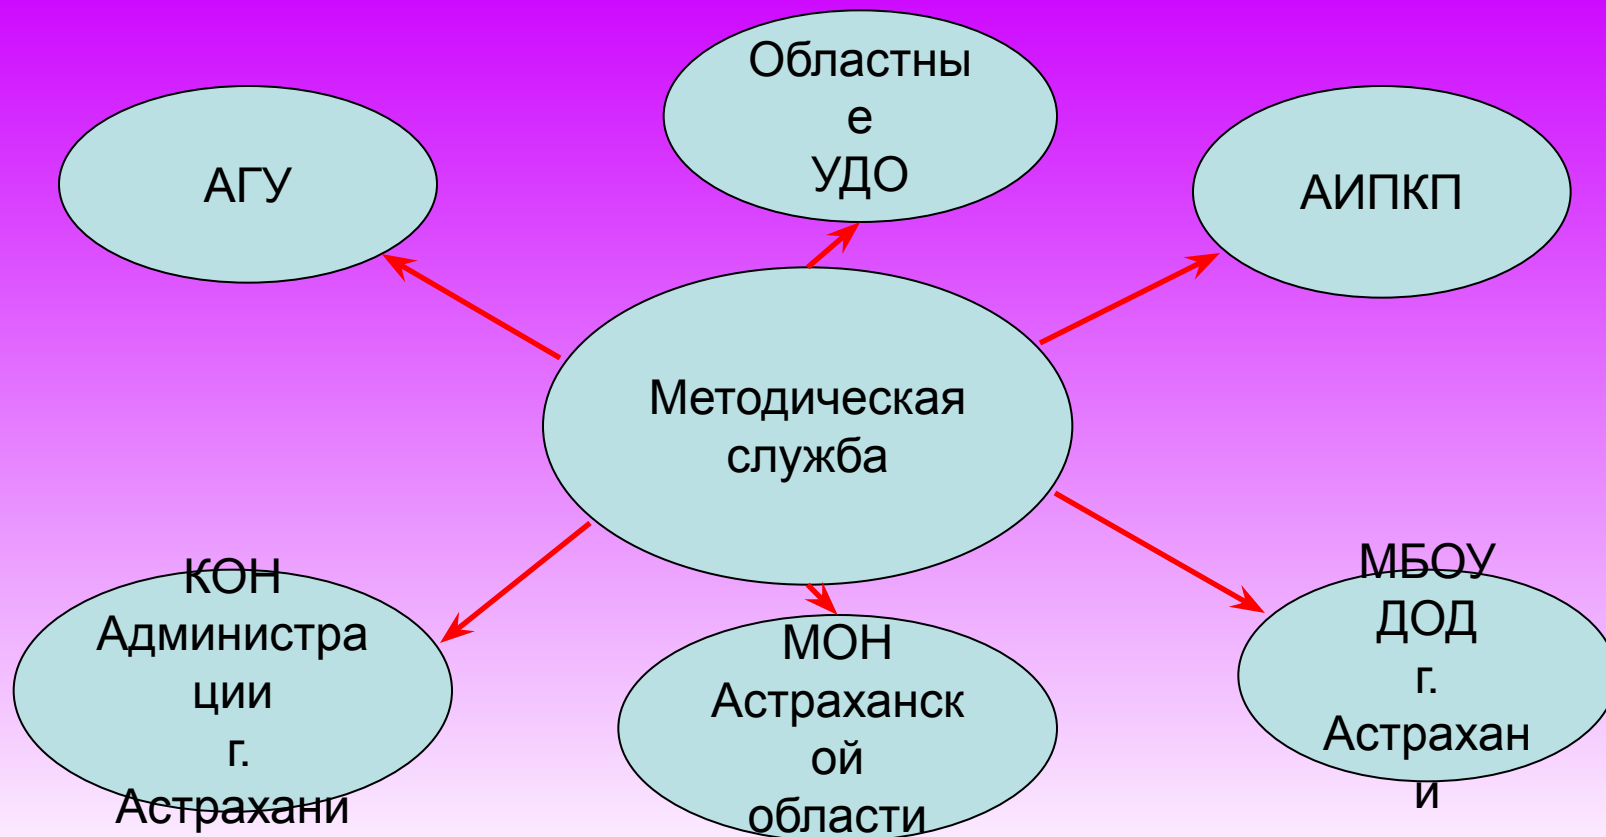 Областны
е
УДО
АГУ
АИПКП
Методическая
служба
КОН
Администра
ции
г.
Астрахани
МОН
Астраханск
ой
области
МБОУ
ДОД
г.
Астрахан
и